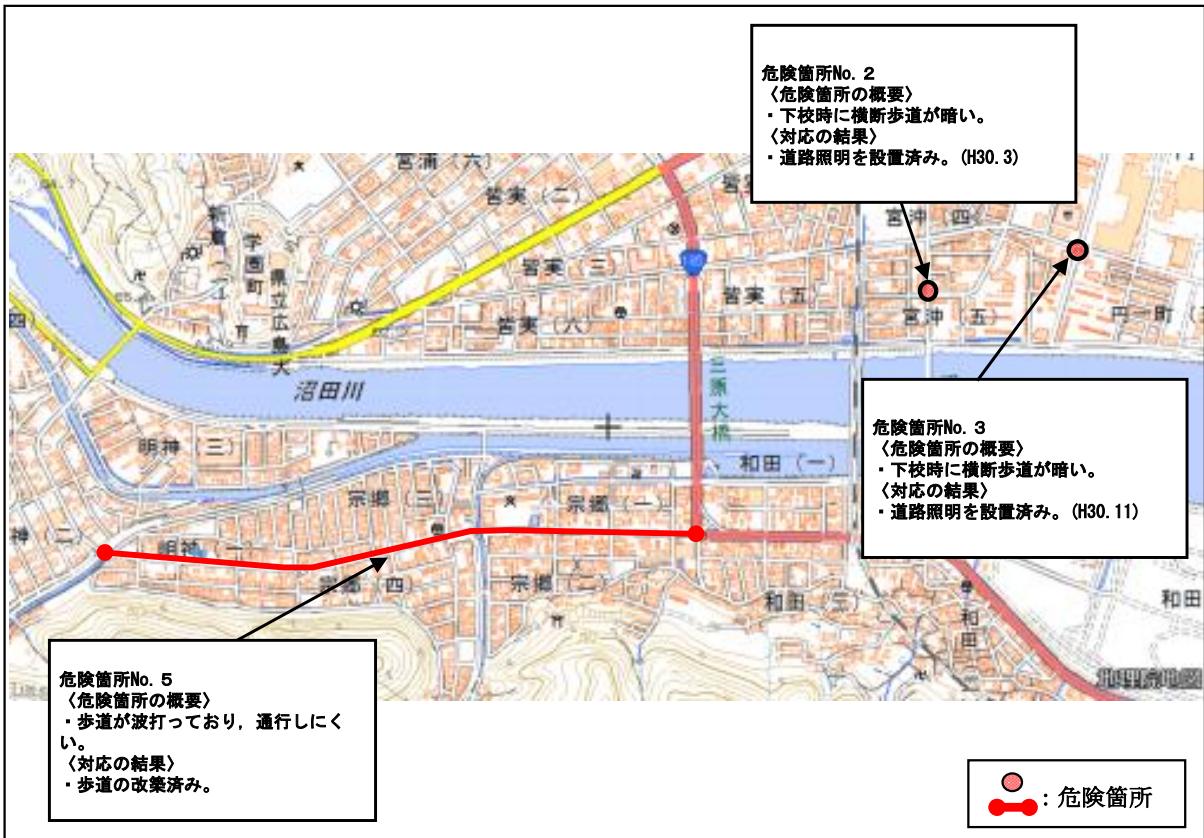 危険箇所No. 2
〈危険箇所の概要〉
・下校時に横断歩道が暗い。
〈対応の結果〉
・道路照明を設置済み。(H30.3)
宮浦(六)
皆実(二)
宮沖(四)
新倉
学園町
県立広島大
皆実(三)
皆実(五)
宮沖(五)
円一町
皆実(六)
沼田川
三原大橋
危険箇所No. 3
〈危険箇所の概要〉
・下校時に横断歩道が暗い。
〈対応の結果〉
・道路照明を設置済み。(H30.11)
明神(三)
和田(一)
宗郷(三)
宗郷(一)
神(二)
明神(一)
宗郷(四)
宗郷(二)
和田(三)
和田
和田
危険箇所No. 5
〈危険箇所の概要〉
・歩道が波打っており，通行しにく
い。
〈対応の結果〉
・歩道の改築済み。
地理院地図
：危険箇所